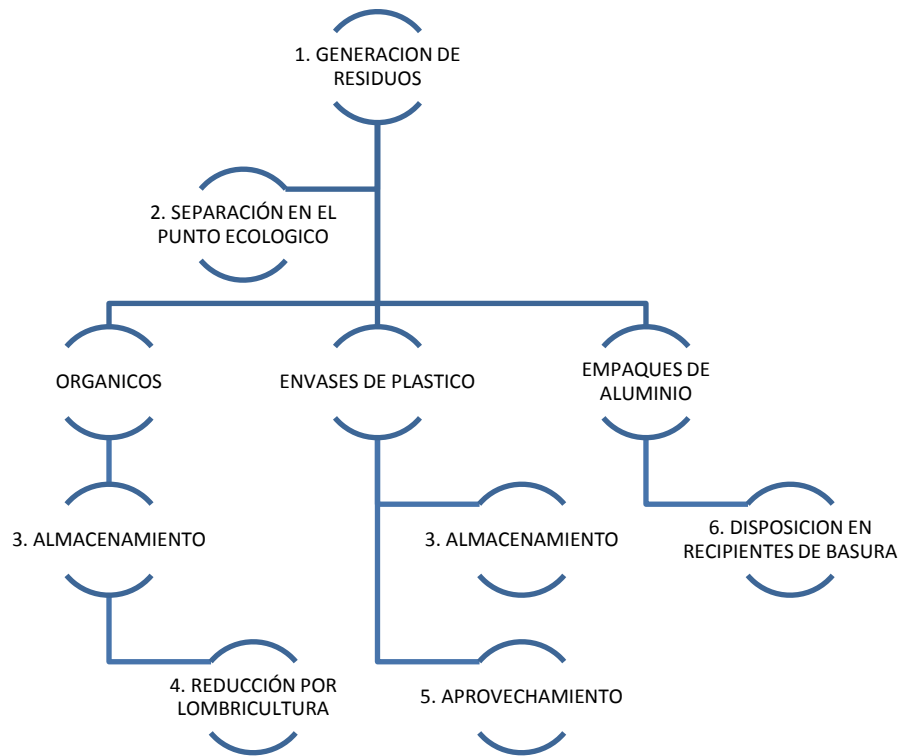 1. GENERACION DE
RESIDUOS
2. SEPARACIÓN EN EL
PUNTO ECOLOGICO
ORGANICOS
ENVASES DE PLASTICO
EMPAQUES DE
ALUMINIO
3. ALMACENAMIENTO
3. ALMACENAMIENTO
6. DISPOSICION EN
RECIPIENTES DE BASURA
4. REDUCCIÓN POR
LOMBRICULTURA
5. APROVECHAMIENTO